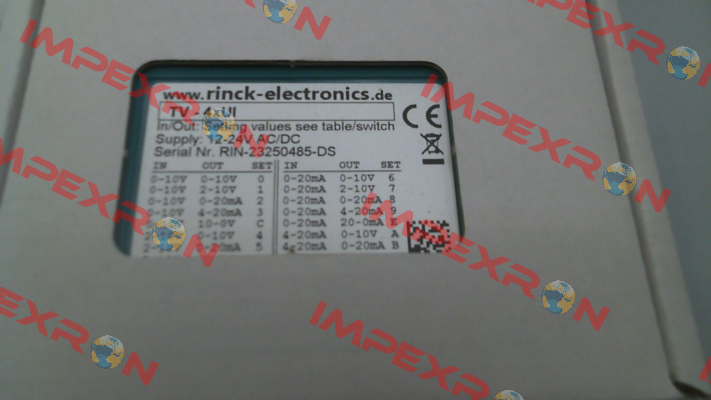 IMPEXRON
www.rinck-electronics.de
TV - 4xUI
In/Out: Setting values see table/switch
Supply: 12-24V AC/DC
Serial Nr. RIN-23250485-DS
IN OUT SET IN OUT SET
0-10V 0-10V 0 0-20mA 0-10V 6
0-10V 2-10V 1 0-20mA 2-10V 7
0-10V 0-20mA 2 0-20mA 0-20mA 8
0-10V 4-20mA 3 0-20mA 4-20mA 9
10V 10-0V C 0-20mA 20-0mA E
0-10V 4 4-20mA 0-10V A
0-20mA 5 4-20mA 0-20mA B
CE
IMPEXRON
IMPEXRON
IMPEXRON
IMPEXRON